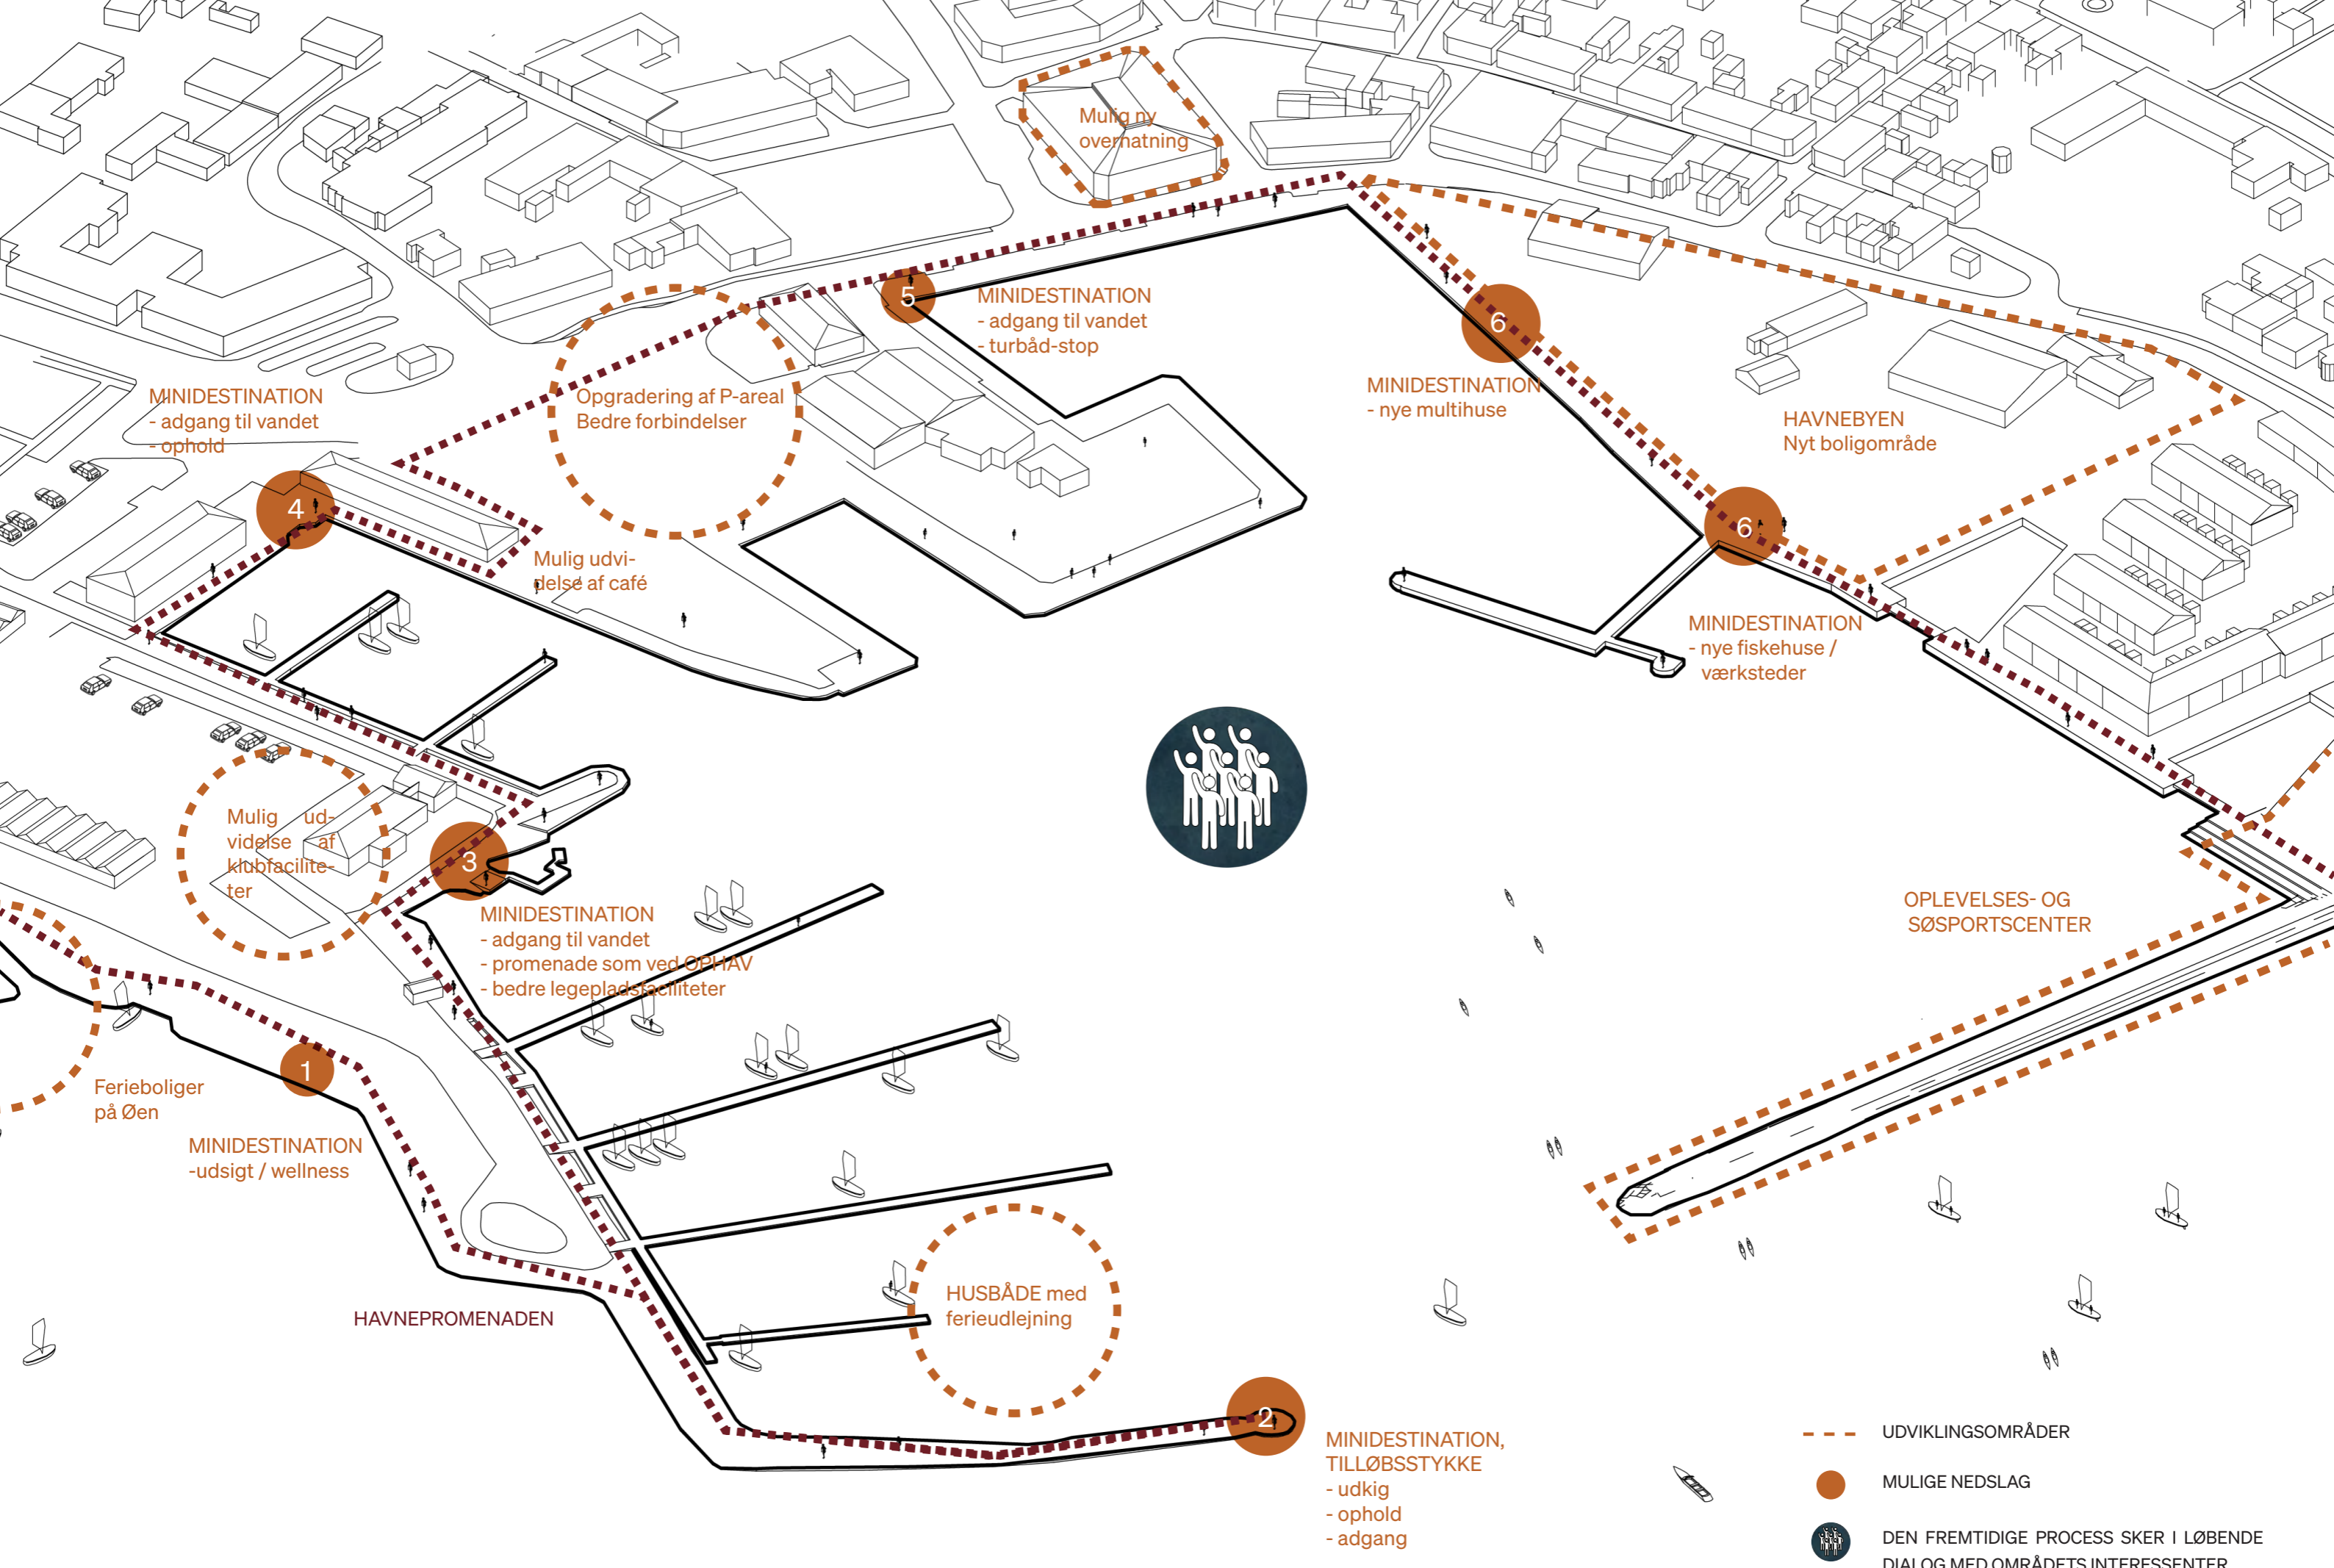 Mulig ny
overnatning
5
MINIDESTINATION
- adgang til vandet
- turbåd-stop
6
MINIDESTINATION
- nye multihuse
HAVNEBYEN
Nyt boligområde
MINIDESTINATION
- adgang til vandet
- ophold
Opgradering af P-areal
Bedre forbindelser
4
Mulig udvi-
delse af café
6
MINIDESTINATION
- nye fiskehuse /
værksteder
Mulig ud-
videlse af
klubfacilite-
ter
3
MINIDESTINATION
- adgang til vandet
- promenade som ved OPHAV
- bedre legepladsfaciliteter
OPLEVELSES- OG
SØSPORTSCENTER
1
Ferieboliger
på Øen
MINIDESTINATION
-udsigt / wellness
HAVNEPROMENADEN
HUSBÅDE med
ferieudlejning
2
MINIDESTINATION,
TILLØBSSTYKKE
- udkig
- ophold
- adgang
UDVIKLINGSOMRÅDER
MULIGE NEDSLAG
DEN FREMTIDIGE PROCESS SKER I LØBENDE
DIALOG MED OMRÅDETS INTERESSENTER